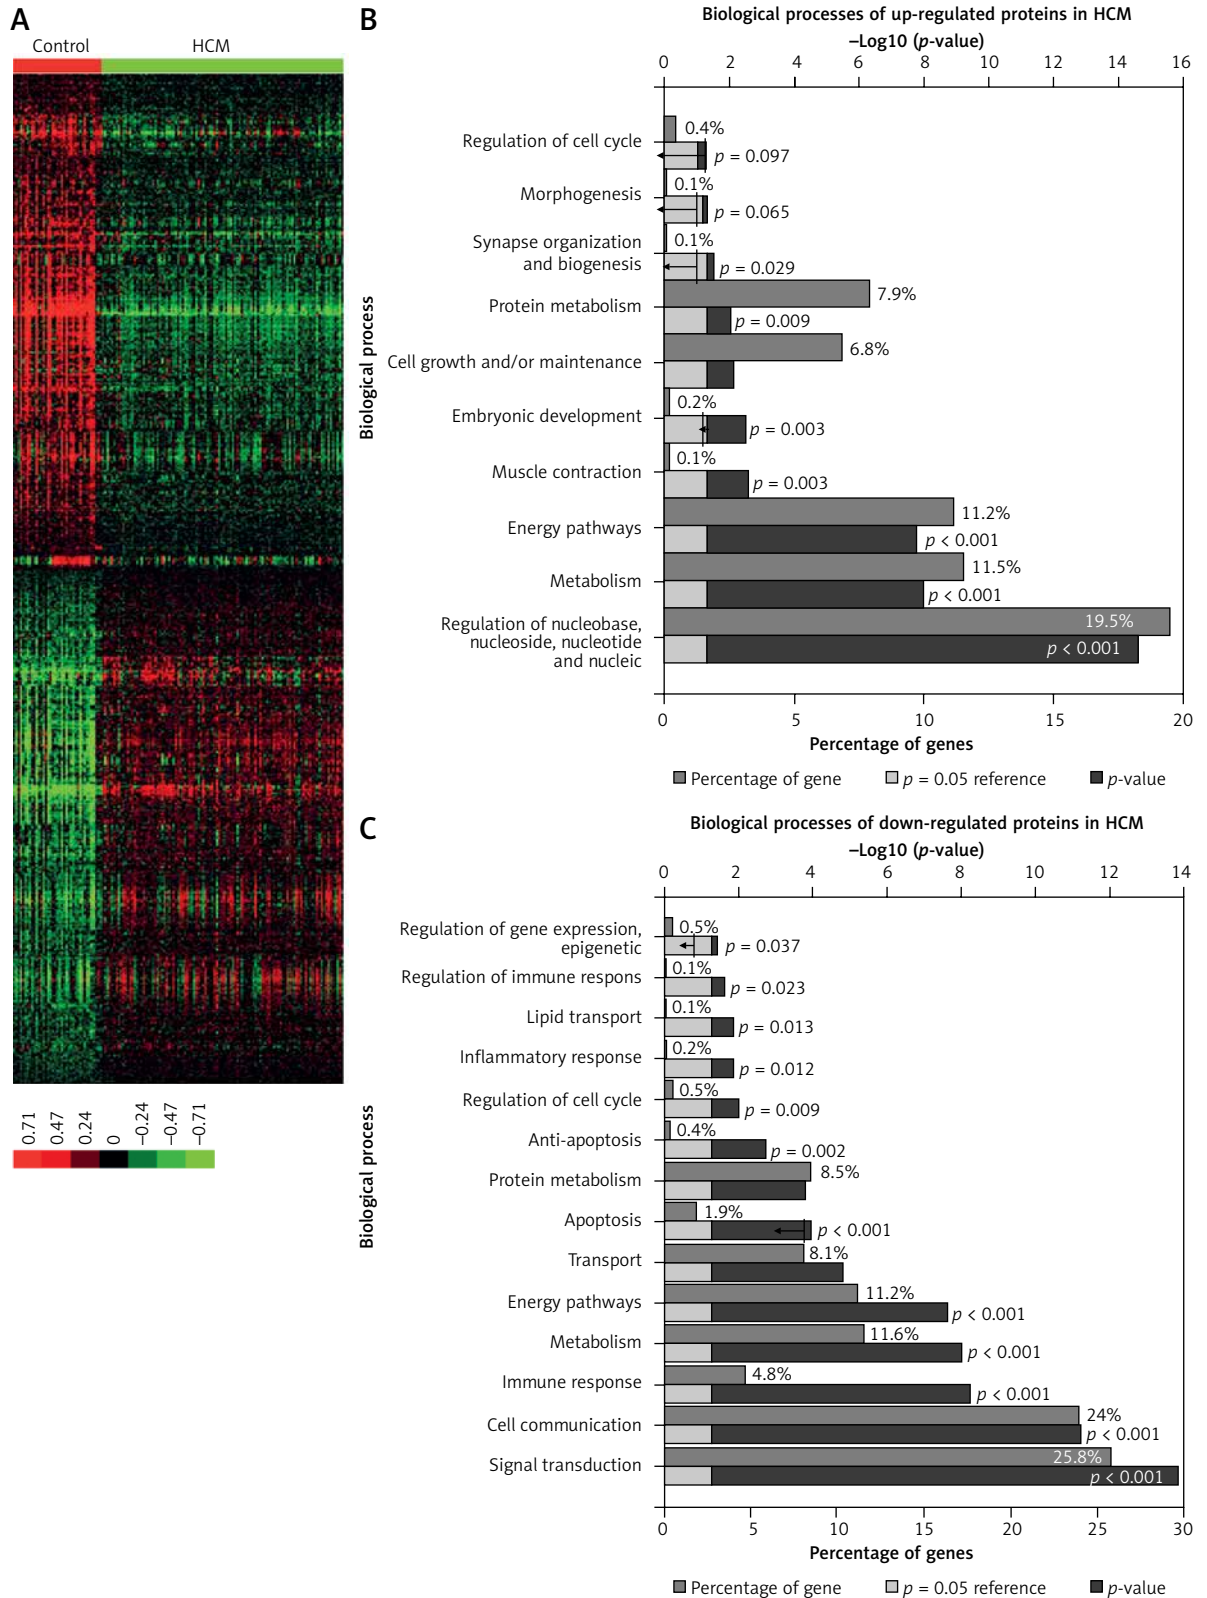 A
Control HCM
0.71
0.47
0.24
0
−0.24
−0.47
−0.71
B
Biological processes of up-regulated proteins in HCM
−Log10 (p-value)
0 2 4 6 8 10 12 14 16
Biological process
Regulation of cell cycle
0.4%
p = 0.097
Morphogenesis
0.1%
p = 0.065
Synapse organization
and biogenesis
0.1%
p = 0.029
Protein metabolism
7.9%
p = 0.009
Cell growth and/or maintenance
6.8%
Embryonic development
0.2%
p = 0.003
Muscle contraction
0.1%
p = 0.003
Energy pathways
11.2%
p < 0.001
Metabolism
11.5%
p < 0.001
Regulation of nucleobase,
nucleoside, nucleotide
and nucleic
19.5%
p < 0.001
0 5 10 15 20
Percentage of genes
Percentage of gene p = 0.05 reference p-value
C
Biological processes of down-regulated proteins in HCM
−Log10 (p-value)
0 2 4 6 8 10 12 14
Biological process
Regulation of gene expression,
epigenetic
0.5%
p = 0.037
Regulation of immune respons
0.1%
p = 0.023
Lipid transport
0.1%
p = 0.013
Inflammatory response
0.2%
p = 0.012
Regulation of cell cycle
0.5%
p = 0.009
Anti-apoptosis
0.4%
p = 0.002
Protein metabolism
8.5%
Apoptosis
1.9%
p < 0.001
Transport
8.1%
Energy pathways
11.2%
p < 0.001
Metabolism
11.6%
p < 0.001
Immune response
4.8%
p < 0.001
Cell communication
24%
p < 0.001
Signal transduction
25.8%
p < 0.001
0 5 10 15 20 25 30
Percentage of genes
Percentage of gene p = 0.05 reference p-value